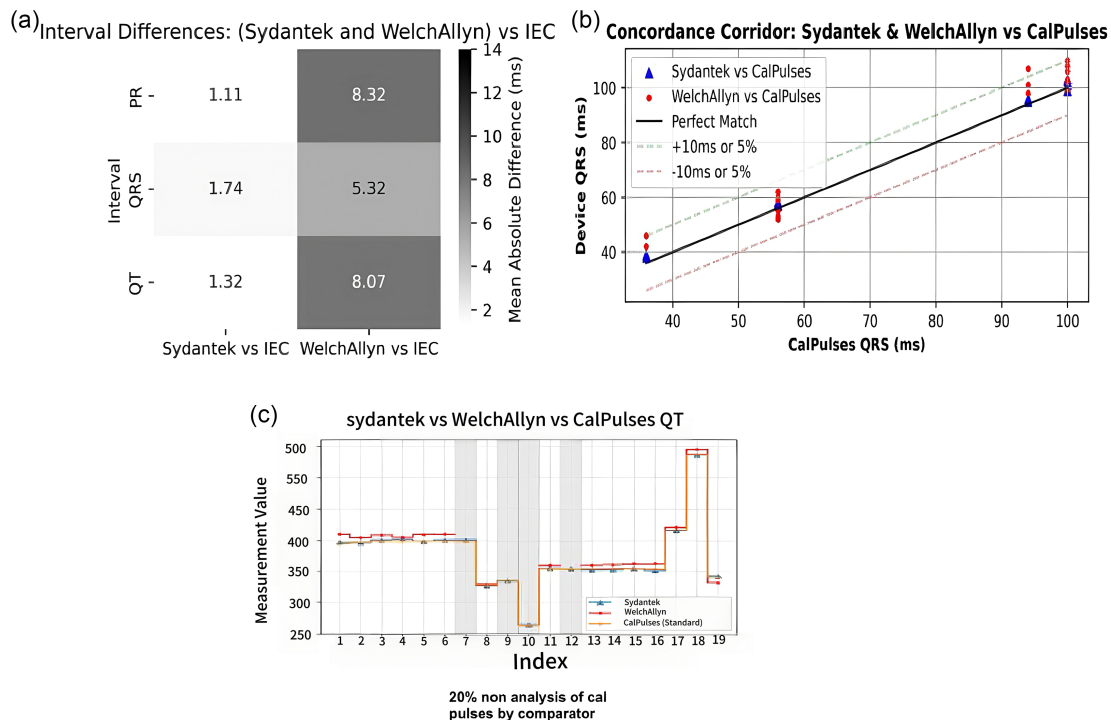 (a)
Interval Differences: (Sydantek and WelchAllyn) vs IEC
Interval
PR
QRS
QT
1.11
8.32
1.74
5.32
1.32
8.07
Sydantek vs IEC
WelchAllyn vs IEC
14
12
10
8
6
4
2
Mean Absolute Difference (ms)
(b)
Concordance Corridor: Sydantek & WelchAllyn vs CalPulses
Device QRS (ms)
100
80
60
40
Sydantek vs CalPulses
WelchAllyn vs CalPulses
Perfect Match
+10ms or 5%
-10ms or 5%
40 50 60 70 80 90 100
CalPulses QRS (ms)
(c)
sydantek vs WelchAllyn vs CalPulses QT
Measurement Value
500
550
450
400
350
300
250
Sydantek
WelchAllyn
CalPulses (Standard)
1 2 3 4 5 6 7 8 9 10 11 12 13 14 15 16 17 18 19
Index
20% non analysis of cal
pulses by comparator